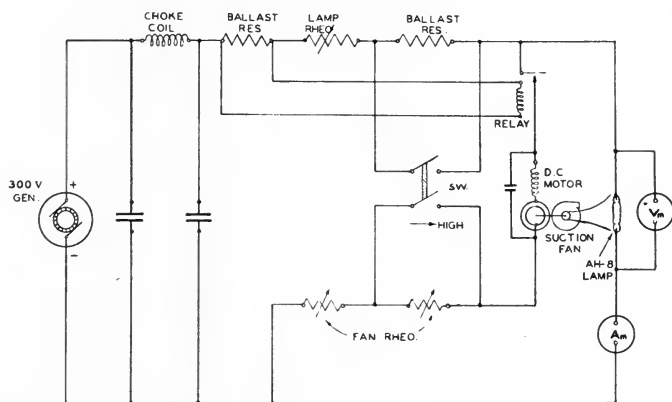 CHOKE
COIL
BALLAST
RES
LAMP
RHEO
BALLAST
RES.
RELAY
300 V
GEN.
+
−
SW.
HIGH
D.C
MOTOR
SUCTION
FAN
AH-8
LAMP
Vm
FAN RHEO.
Am